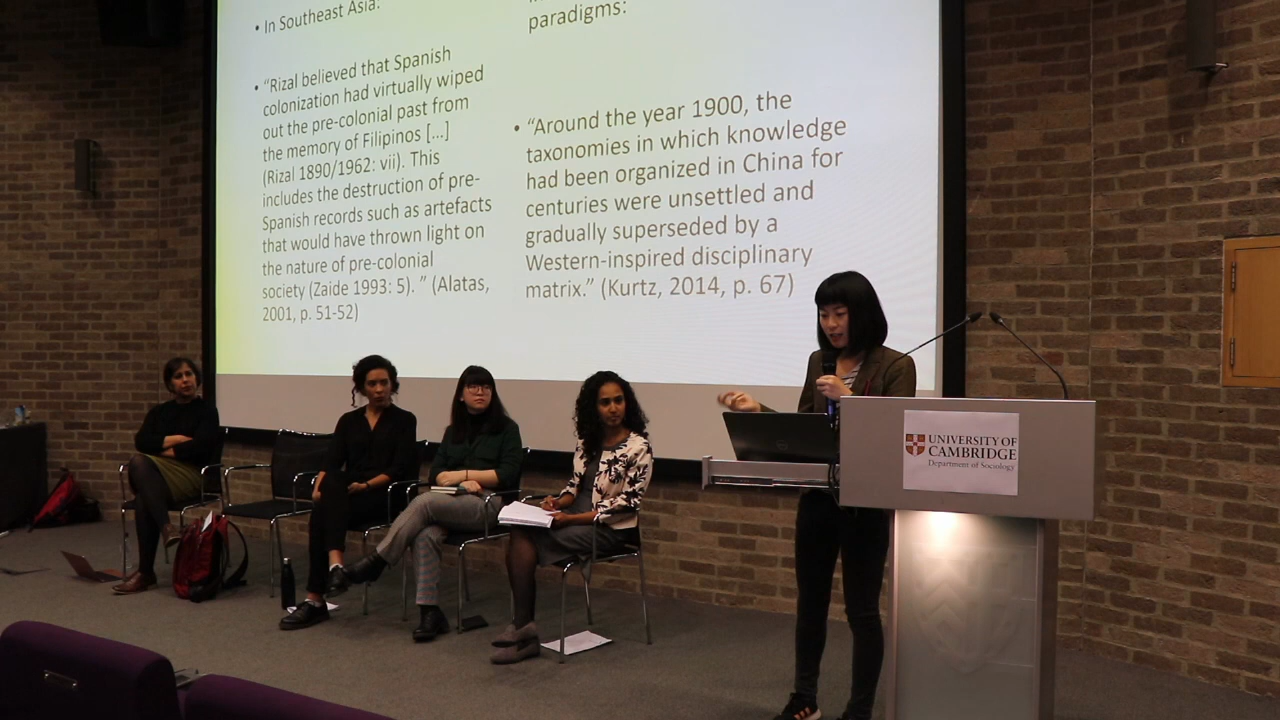 • In Southeast Asia:
• “Rizal believed that Spanish
colonization had virtually wiped
out the pre-colonial past from
the memory of Filipinos [...]
(Rizal 1890/1962: vii). This
includes the destruction of pre-
Spanish records such as artefacts
that would have thrown light on
the nature of pre-colonial
society (Zaide 1993: 5). ” (Alatas,
2001, p. 51-52)
paradigms:
• “Around the year 1900, the
taxonomies in which knowledge
had been organized in China for
centuries were unsettled and
gradually superseded by a
Western-inspired disciplinary
matrix.” (Kurtz, 2014, p. 67)
UNIVERSITY OF
CAMBRIDGE
Department of Sociology